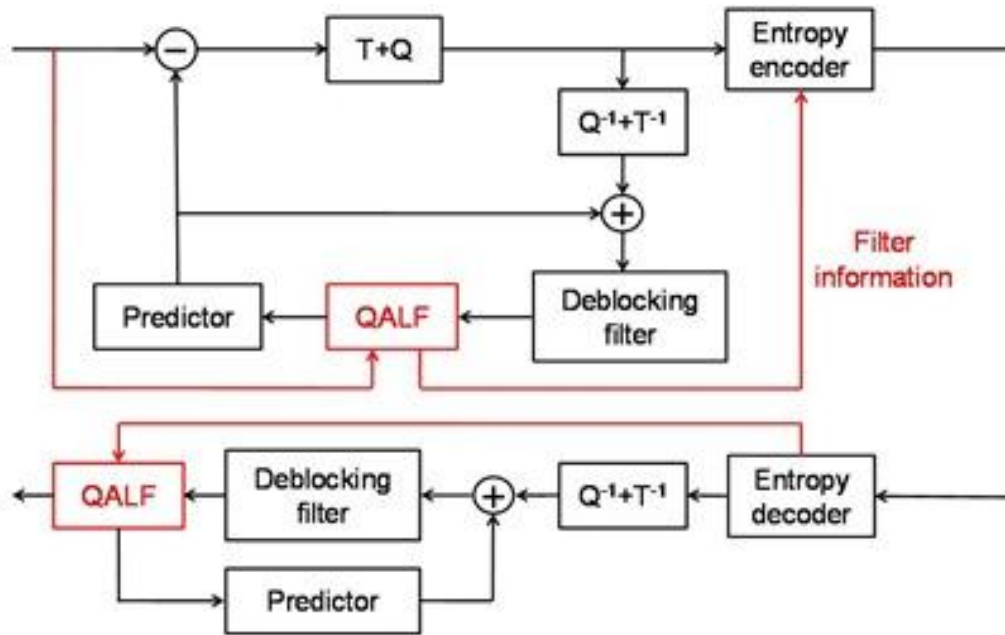 −
T+Q
Entropy
encoder
Q⁻¹+T⁻¹
+
Filter
information
Predictor
QALF
Deblocking
filter
QALF
Deblocking
filter
+
Q⁻¹+T⁻¹
Entropy
decoder
Predictor